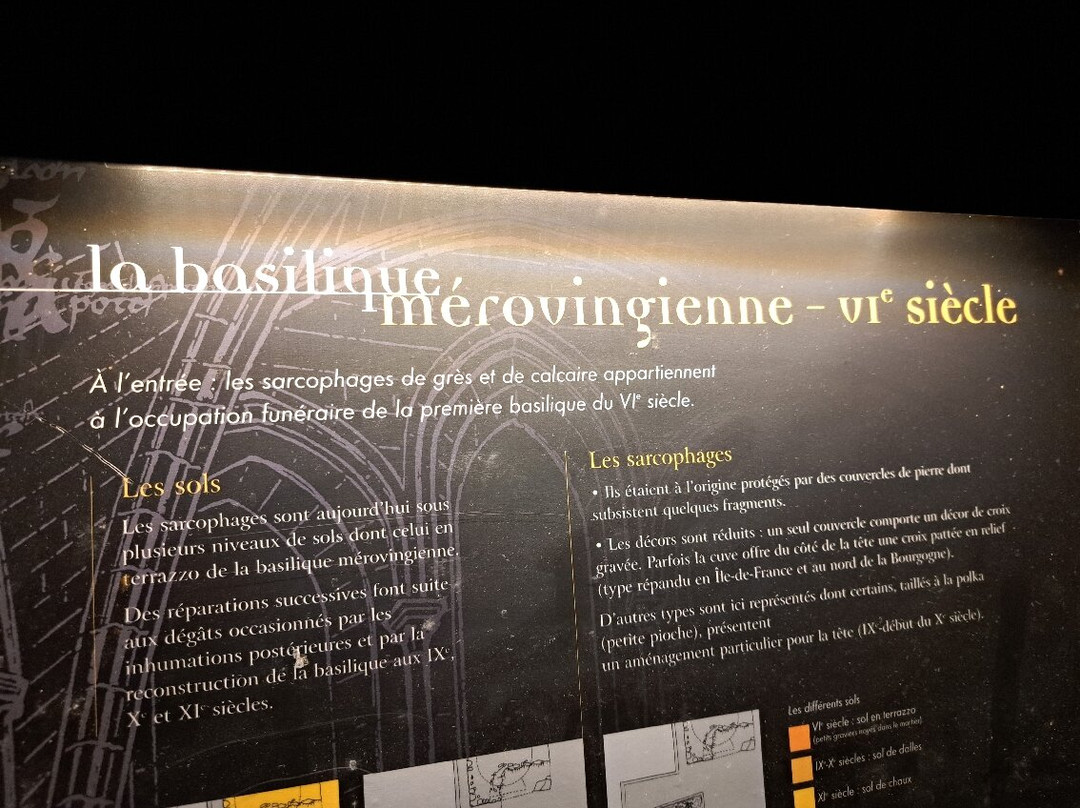 la basilique
mérovingienne – VIe siècle
À l'entrée : les sarcophages de grès et de calcaire appartiennent
à l'occupation funéraire de la première basilique du VIe siècle.
Les sols
Les sarcophages sont aujourd'hui sous
plusieurs niveaux de sols dont celui en
terrazzo de la basilique mérovingienne.
Des réparations successives font suite
aux dégâts occasionnés par les
inhumations postérieures et par la
reconstruction de la basilique aux IXe,
Xe et XIe siècles.
Les sarcophages
• Ils étaient à l'origine protégés par des couvercles de pierre dont
subsistent quelques fragments.
• Les décors sont réduits : un seul couvercle comporte un décor de croix
gravée. Parfois la cuve offre du côté de la tête une croix pattée en relief
(type répandu en Île-de-France et au nord de la Bourgogne).
D'autres types sont ici représentés dont certains, taillés à la polka
(petite pioche), présentent
un aménagement particulier pour la tête (IXe-début du Xe siècle).
Les différents sols
VIe siècle : sol en terrazzo
(petits graviers noyés dans le mortier)
IXe-Xe siècles : sol de dalles
XIe siècle : sol de chaux